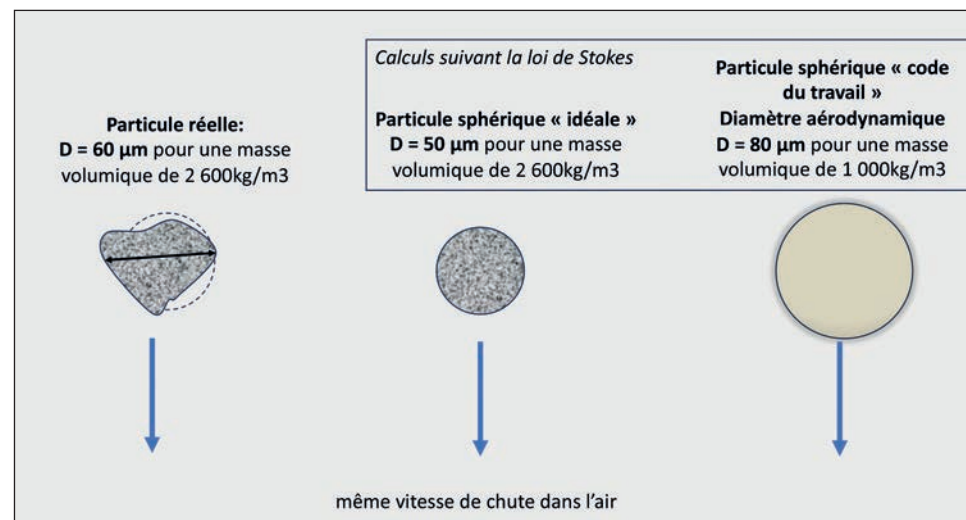 Particule réelle:
D = 60 µm pour une masse
volumique de 2 600kg/m3
Calculs suivant la loi de Stokes
Particule sphérique « idéale »
D = 50 µm pour une masse
volumique de 2 600kg/m3
Particule sphérique « code
du travail »
Diamètre aérodynamique
D = 80 µm pour une masse
volumique de 1 000kg/m3
même vitesse de chute dans l’air